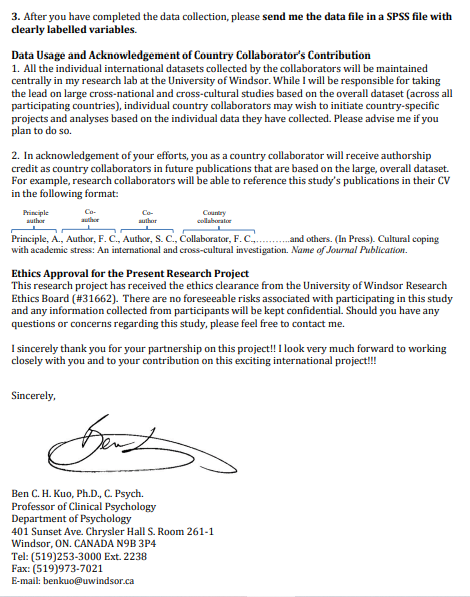 3. After you have completed the data collection, please send me the data file in a SPSS file with
clearly labelled variables.
Data Usage and Acknowledgement of Country Collaborator's Contribution
1. All the individual international datasets collected by the collaborators will be maintained
centrally in my research lab at the University of Windsor. While I will be responsible for taking
the lead on large cross-national and cross-cultural studies based on the overall dataset (across all
participating countries), individual country collaborators may wish to initiate country-specific
projects and analyses based on the individual data they have collected. Please advise me if you
plan to do so.
2. In acknowledgement of your efforts, you as a country collaborator will receive authorship
credit as country collaborators in future publications that are based on the large, overall dataset.
For example, research collaborators will be able to reference this study's publications in their CV
in the following format:
Principle author
Co-author
Co-author
Country collaborator
Principle, A., Author, F. C., Author, S. C., Collaborator, F. C.,..........and others. (In Press). Cultural coping
with academic stress: An international and cross-cultural investigation. Name of Journal Publication.
Ethics Approval for the Present Research Project
This research project has received the ethics clearance from the University of Windsor Research
Ethics Board (#31662). There are no foreseeable risks associated with participating in this study
and any information collected from participants will be kept confidential. Should you have any
questions or concerns regarding this study, please feel free to contact me.
I sincerely thank you for your partnership on this project!! I look very much forward to working
closely with you and to your contribution on this exciting international project!!!
Sincerely,
Ben
Ben C. H. Kuo, Ph.D., C. Psych.
Professor of Clinical Psychology
Department of Psychology
401 Sunset Ave. Chrysler Hall S. Room 261-1
Windsor, ON. CANADA N9B 3P4
Tel: (519)253-3000 Ext. 2238
Fax: (519)973-7021
E-mail: benkuo@uwindsor.ca